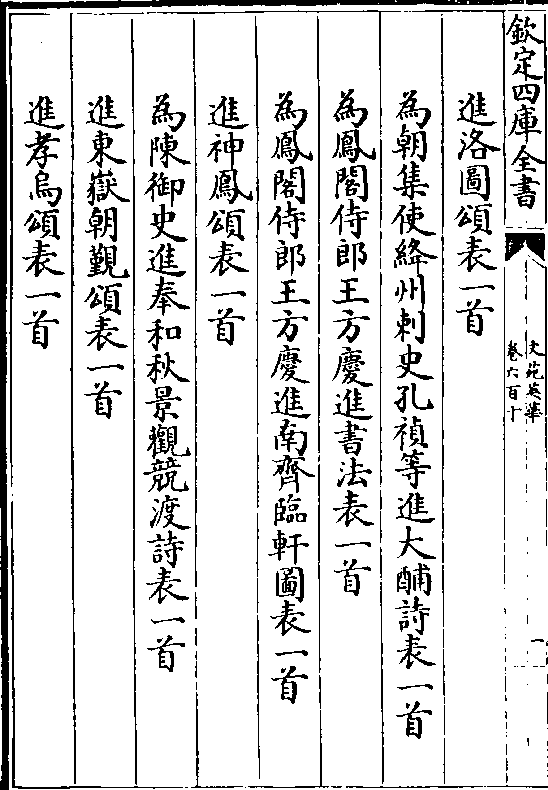 欽定四庫全書
文苑英華
卷六百十
一
進洛圖頌表一首
為朝集使絳州刺史孔禎等進大酺詩表一首
為鳳閣侍郎王方慶進書法表一首
為鳳閣侍郎王方慶進南齊臨軒圖表一首
進神鳳頌表一首
為陳御史進奉和秋景觀競渡詩表一首
進東嶽朝覲頌表一首
進孝烏頌表一首